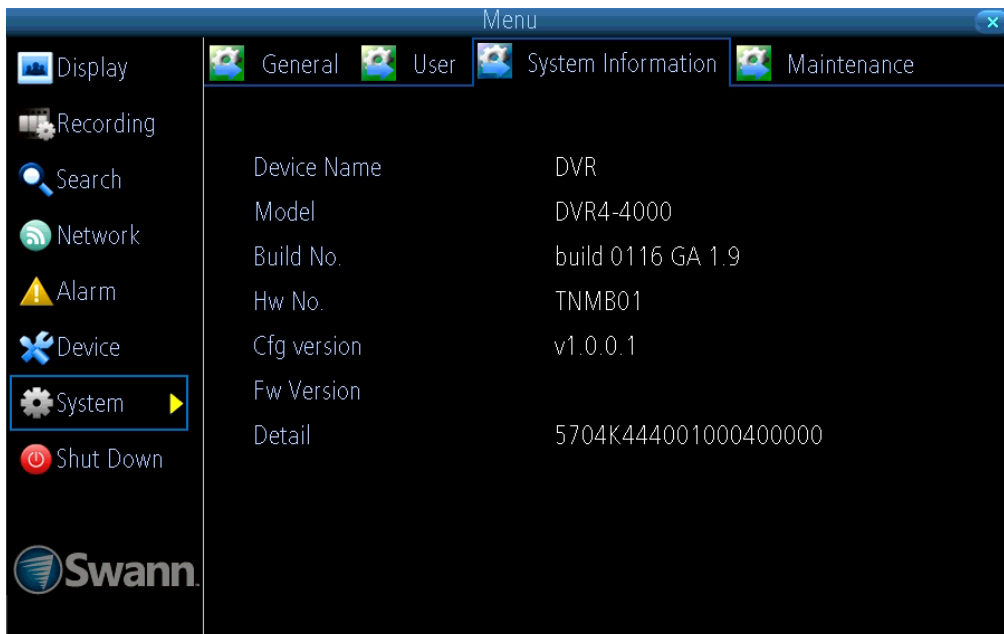 Menu
Display
Recording
Search
Network
Alarm
Device
System
Shut Down
Swann
General User System Information Maintenance
Device Name DVR
Model DVR4-4000
Build No. build 0116 GA 1.9
Hw No. TNMB01
Cfg version v1.0.0.1
Fw Version
Detail 5704K444001000400000